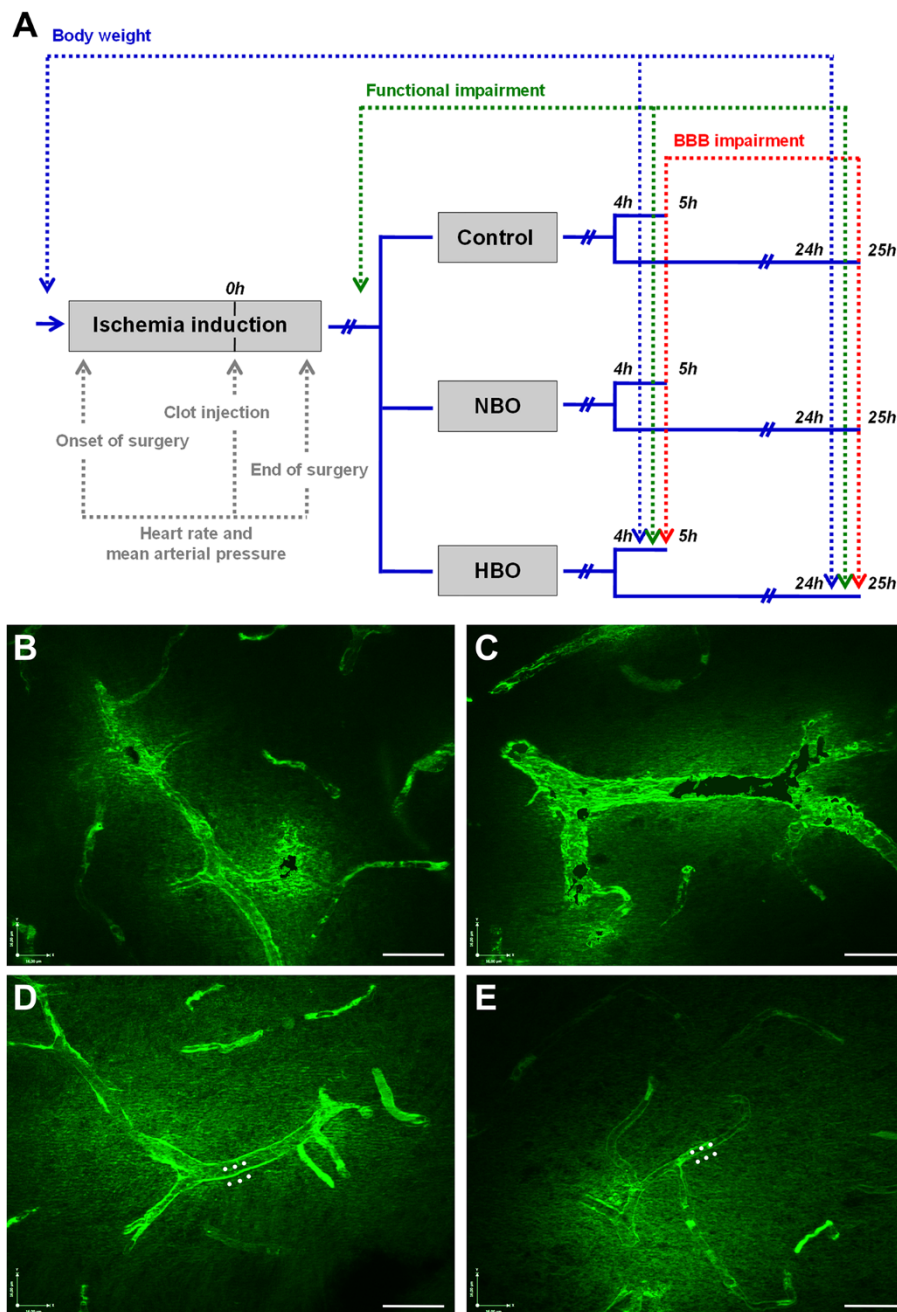 A
Body weight
Functional impairment
BBB impairment
4h
5h
Control
24h
25h
0h
Ischemia induction
4h
5h
Clot injection
NBO
Onset of surgery
24h
25h
End of surgery
Heart rate and
mean arterial pressure
4h
5h
HBO
24h
25h
B
C
D
E